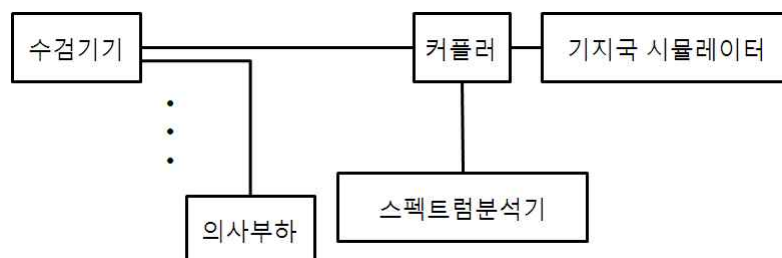 수검기기
커플러
기지국 시뮬레이터
스펙트럼분석기
의사부하